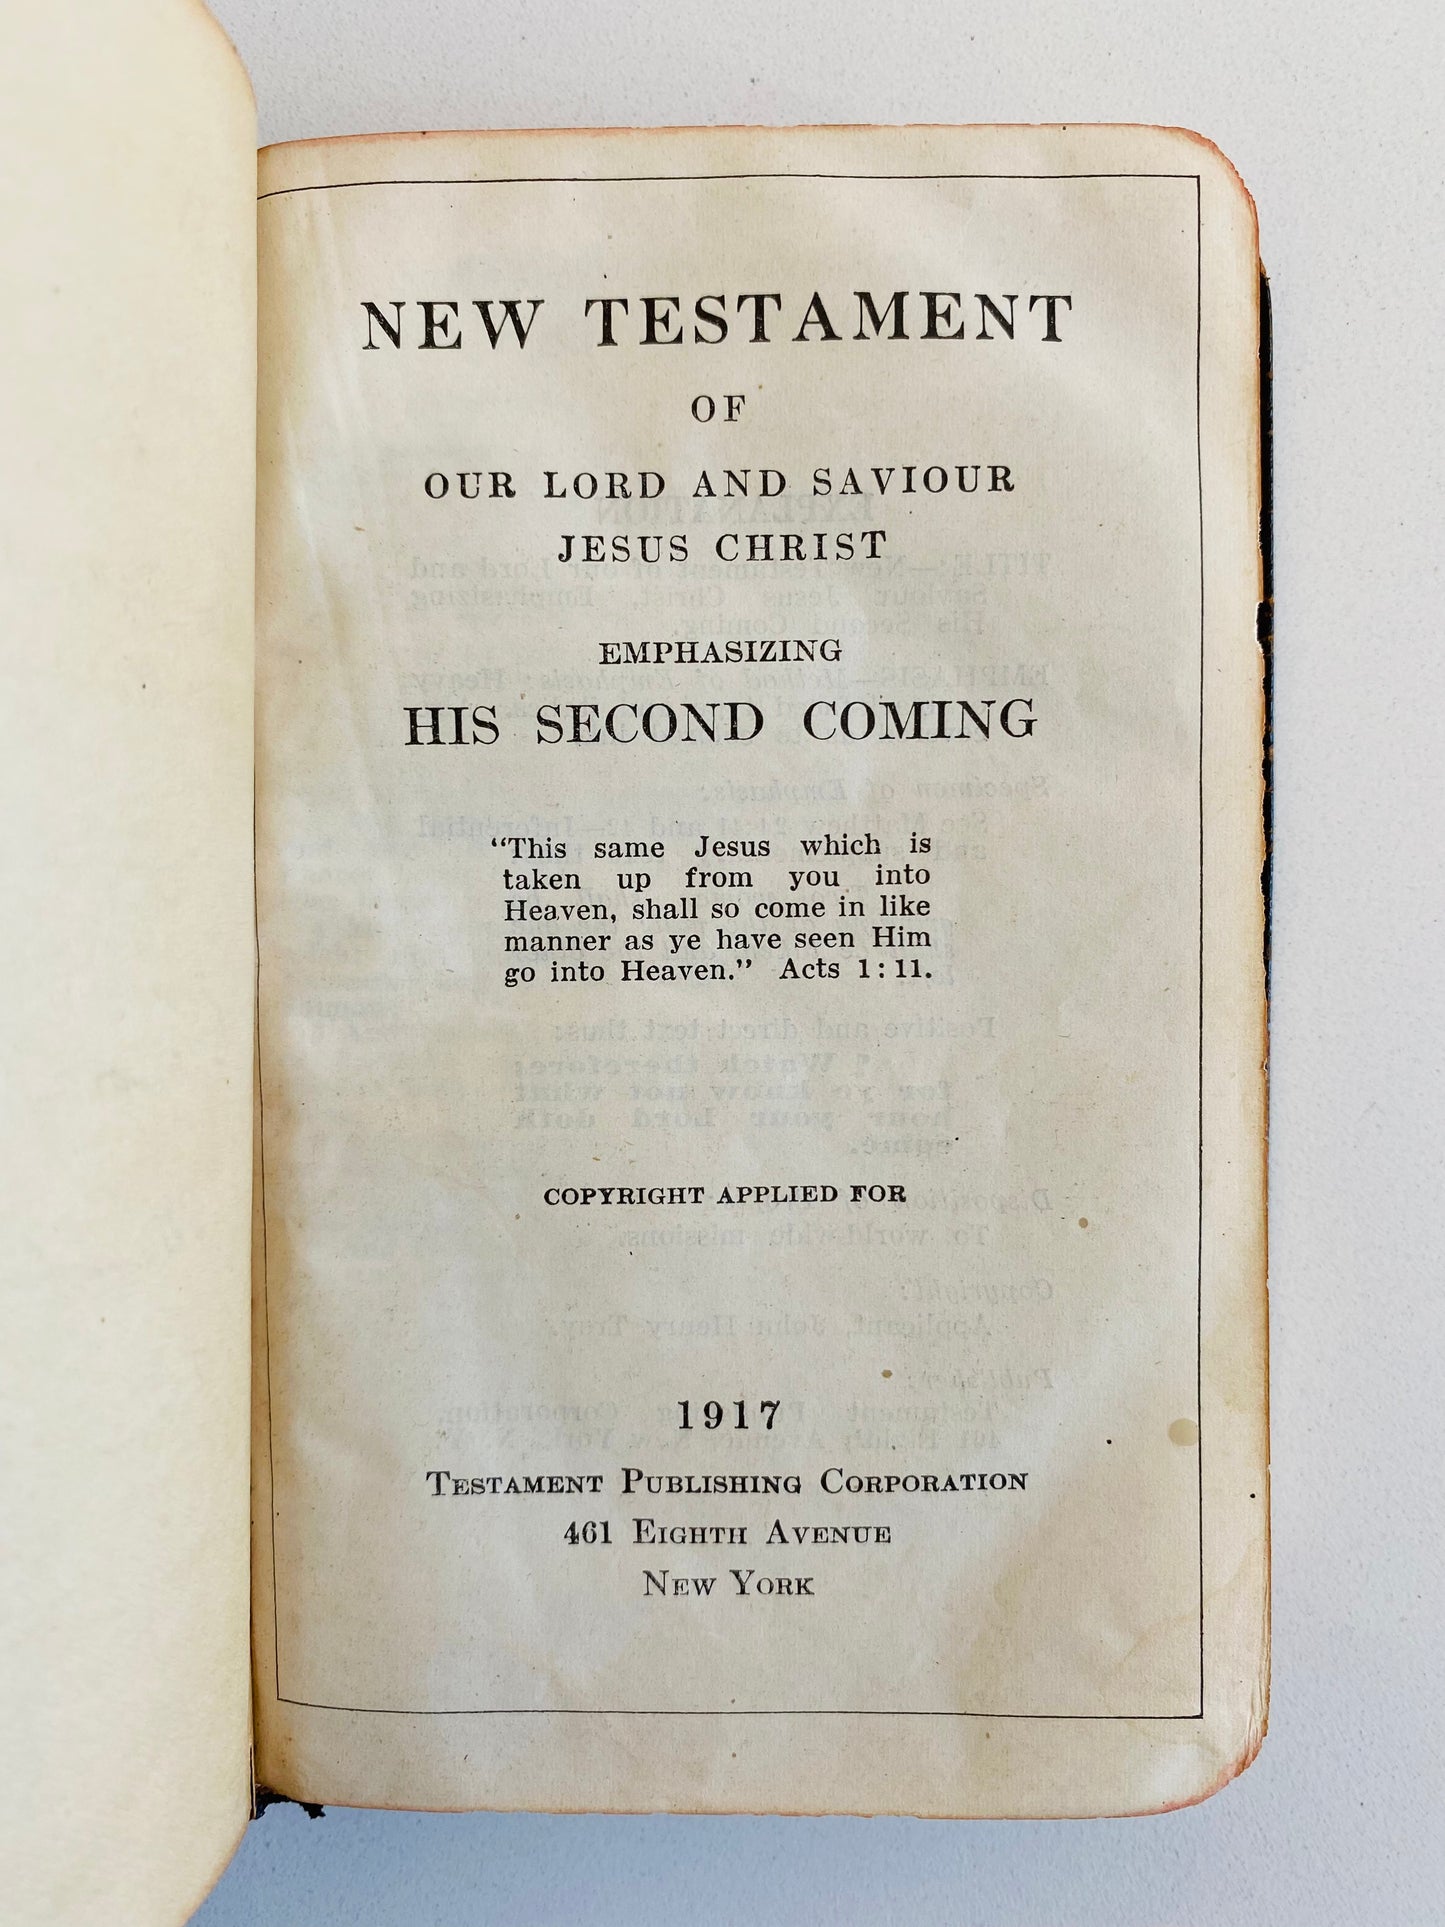 NEW TESTAMENT
OF
OUR LORD AND SAVIOUR
JESUS CHRIST
EMPHASIZING
HIS SECOND COMING
"This same Jesus which is
taken up from you into
Heaven, shall so come in like
manner as ye have seen Him
go into Heaven." Acts 1:11.
COPYRIGHT APPLIED FOR
1917
TESTAMENT PUBLISHING CORPORATION
461 EIGHTH AVENUE
NEW YORK